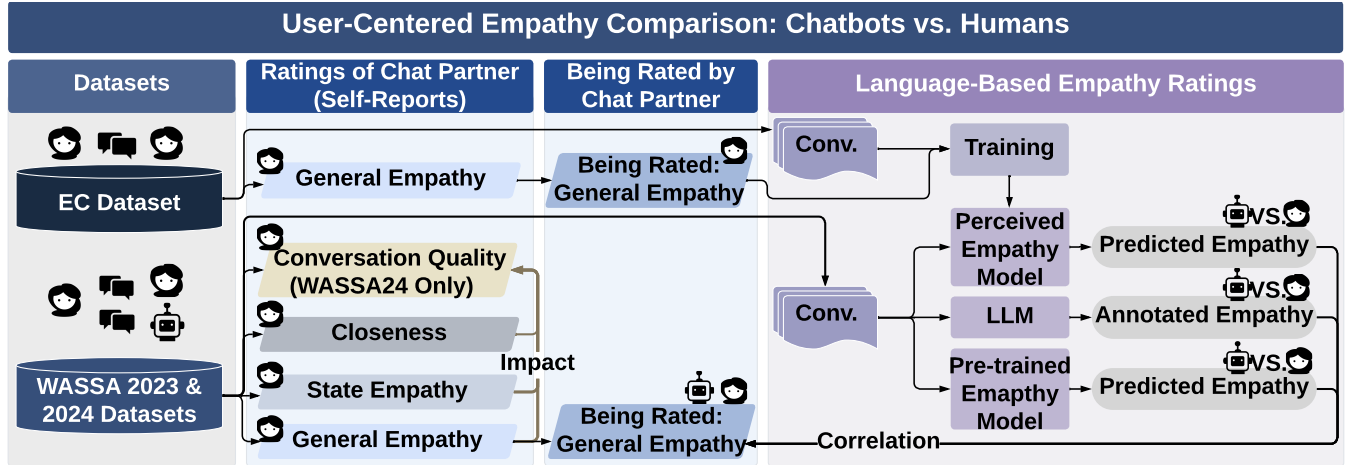 User-Centered Empathy Comparison: Chatbots vs. Humans
Datasets
Ratings of Chat Partner
(Self-Reports)
Being Rated by
Chat Partner
Language-Based Empathy Ratings
EC Dataset
General Empathy
Being Rated:
General Empathy
Conv.
Training
Perceived
Empathy
Model
VS.
Predicted Empathy
WASSA 2023 &
2024 Datasets
Conversation Quality
(WASSA24 Only)
Closeness
Impact
State Empathy
General Empathy
Being Rated:
General Empathy
Conv.
LLM
VS.
Annotated Empathy
Pre-trained
Emapthy
Model
VS.
Predicted Empathy
Correlation